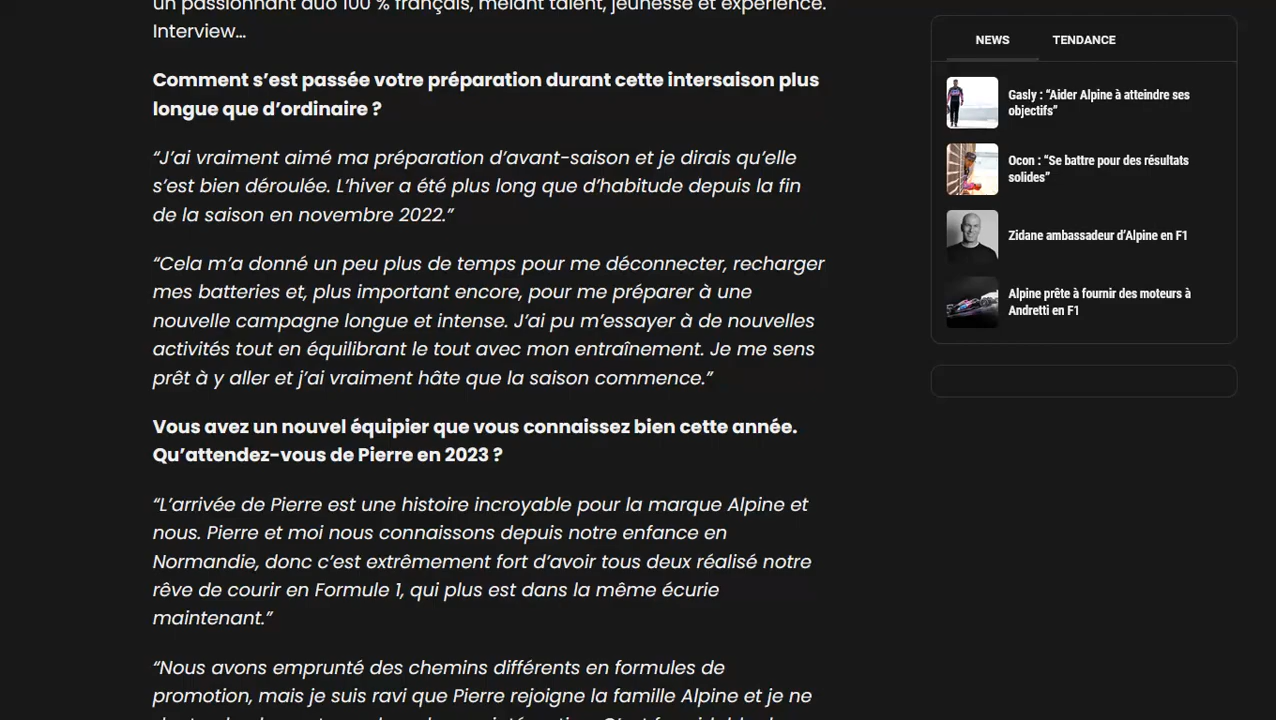 un passionnant duo 100 % français, mêlant talent, jeunesse et expérience.
Interview…
Comment s’est passée votre préparation durant cette intersaison plus
longue que d’ordinaire ?
“J’ai vraiment aimé ma préparation d’avant-saison et je dirais qu’elle
s’est bien déroulée. L’hiver a été plus long que d’habitude depuis la fin
de la saison en novembre 2022.”
“Cela m’a donné un peu plus de temps pour me déconnecter, recharger
mes batteries et, plus important encore, pour me préparer à une
nouvelle campagne longue et intense. J’ai pu m’essayer à de nouvelles
activités tout en équilibrant le tout avec mon entraînement. Je me sens
prêt à y aller et j’ai vraiment hâte que la saison commence.”
Vous avez un nouvel équipier que vous connaissez bien cette année.
Qu’attendez-vous de Pierre en 2023 ?
“L’arrivée de Pierre est une histoire incroyable pour la marque Alpine et
nous. Pierre et moi nous connaissons depuis notre enfance en
Normandie, donc c’est extrêmement fort d’avoir tous deux réalisé notre
rêve de courir en Formule 1, qui plus est dans la même écurie
maintenant.”
“Nous avons emprunté des chemins différents en formules de
promotion, mais je suis ravi que Pierre rejoigne la famille Alpine et je ne
NEWS
TENDANCE
Gasly : “Aider Alpine à atteindre ses
objectifs”
Ocon : “Se battre pour des résultats
solides”
Zidane ambassadeur d’Alpine en F1
Alpine prête à fournir des moteurs à
Andretti en F1